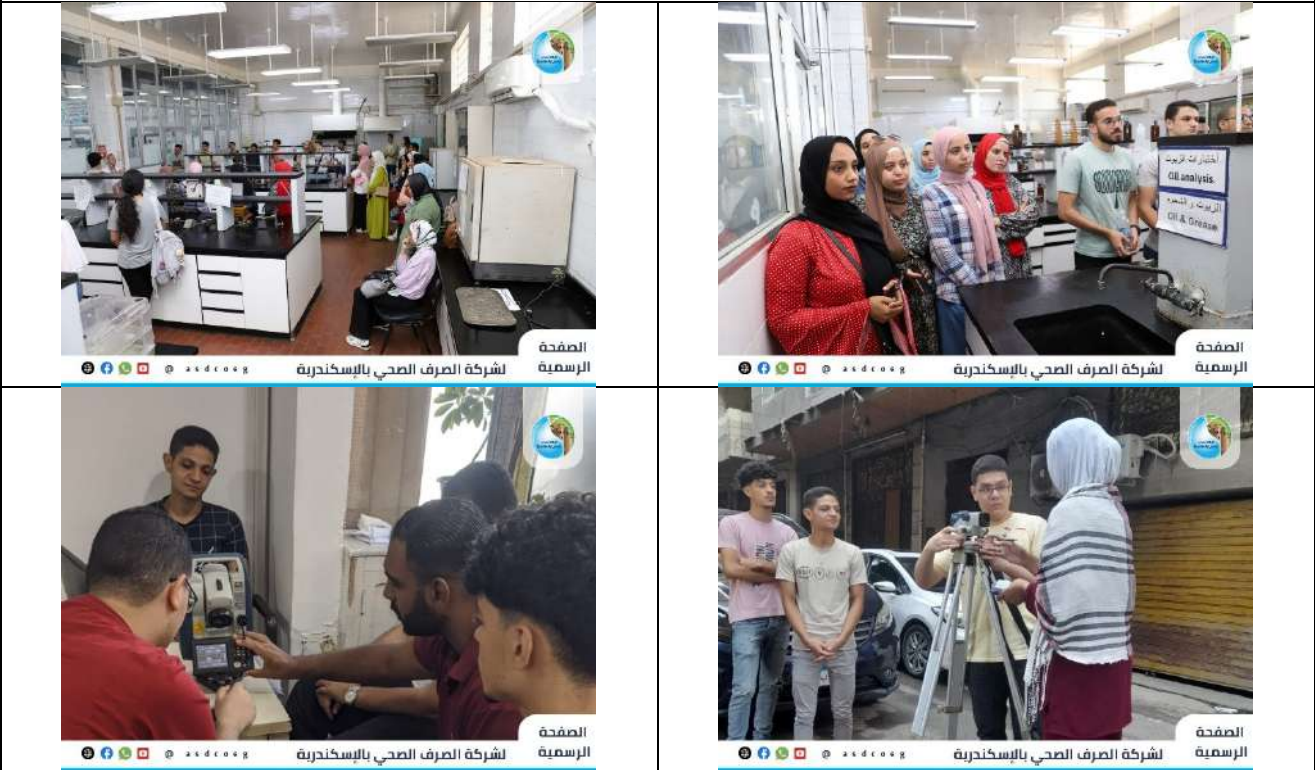 الصفحة
الرسمية
لشركة الصرف الصحي بالإسكندرية
@ asdcoeg
أختبارات الزيوت
Oil analysis.
الزيوت و الشحوم
Oil & Grease
الصفحة
الرسمية
لشركة الصرف الصحي بالإسكندرية
@ asdcoeg
الصفحة
الرسمية
لشركة الصرف الصحي بالإسكندرية
@ asdcoeg
الصفحة
الرسمية
لشركة الصرف الصحي بالإسكندرية
@ asdcoeg